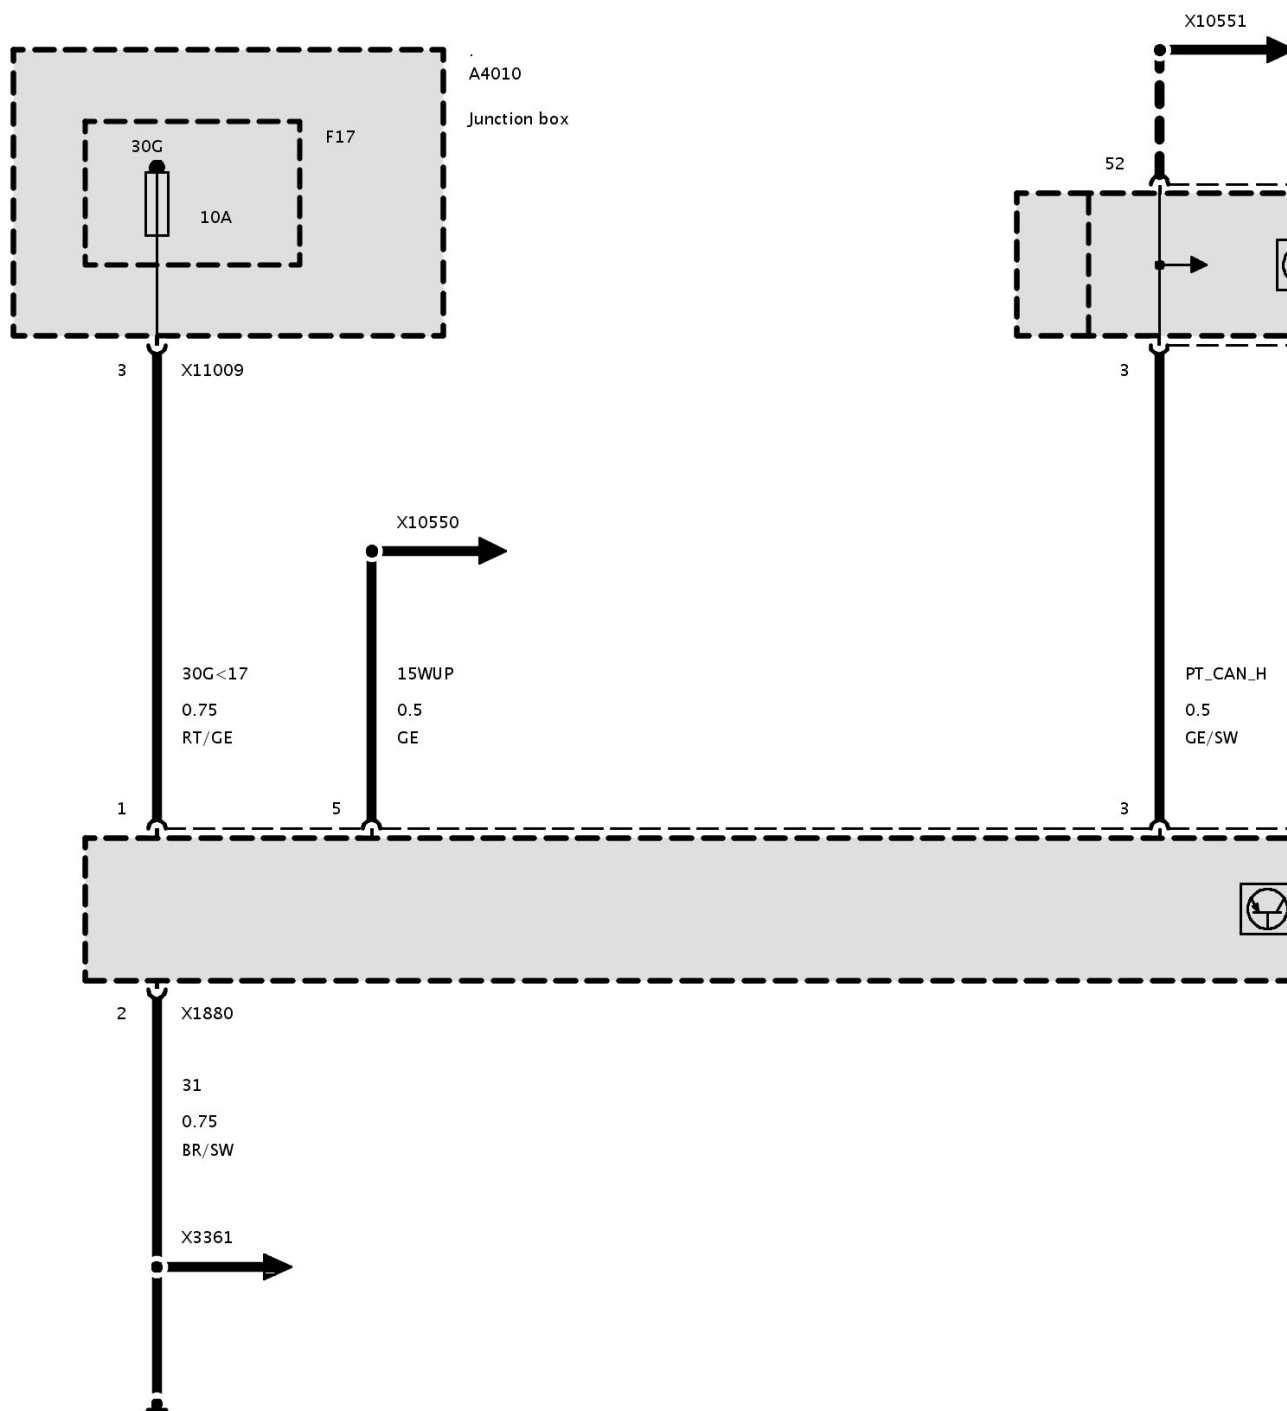 X10551
.
A4010
Junction box
F17
30G
10A
52
3
X11009
3
X10550
30G<17
0.75
RT/GE
15WUP
0.5
GE
PT_CAN_H
0.5
GE/SW
1
5
3
2
X1880
31
0.75
BR/SW
X3361